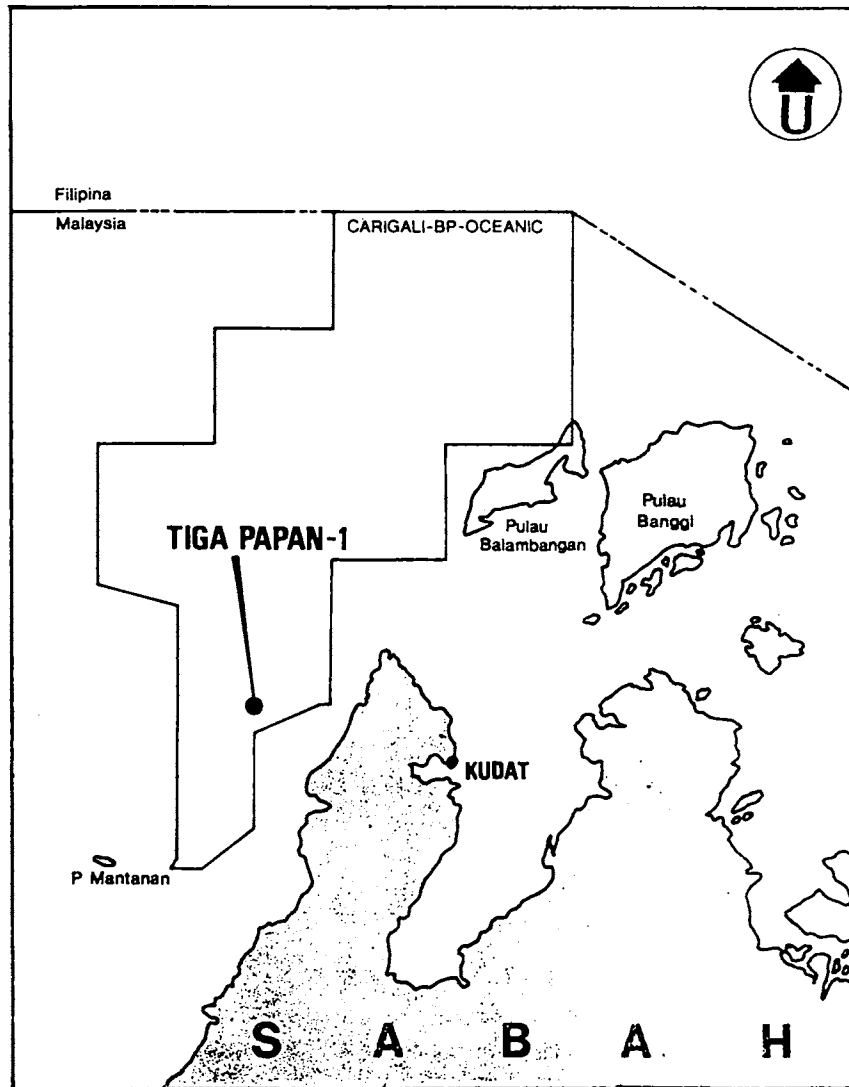 U
Filipina
Malaysia
CARIGALI-BP-OCEANIC
TIGA PAPAN-1
Pulau
Balambangan
Pulau
Banggi
KUDAT
P Mantanan
S A B A H